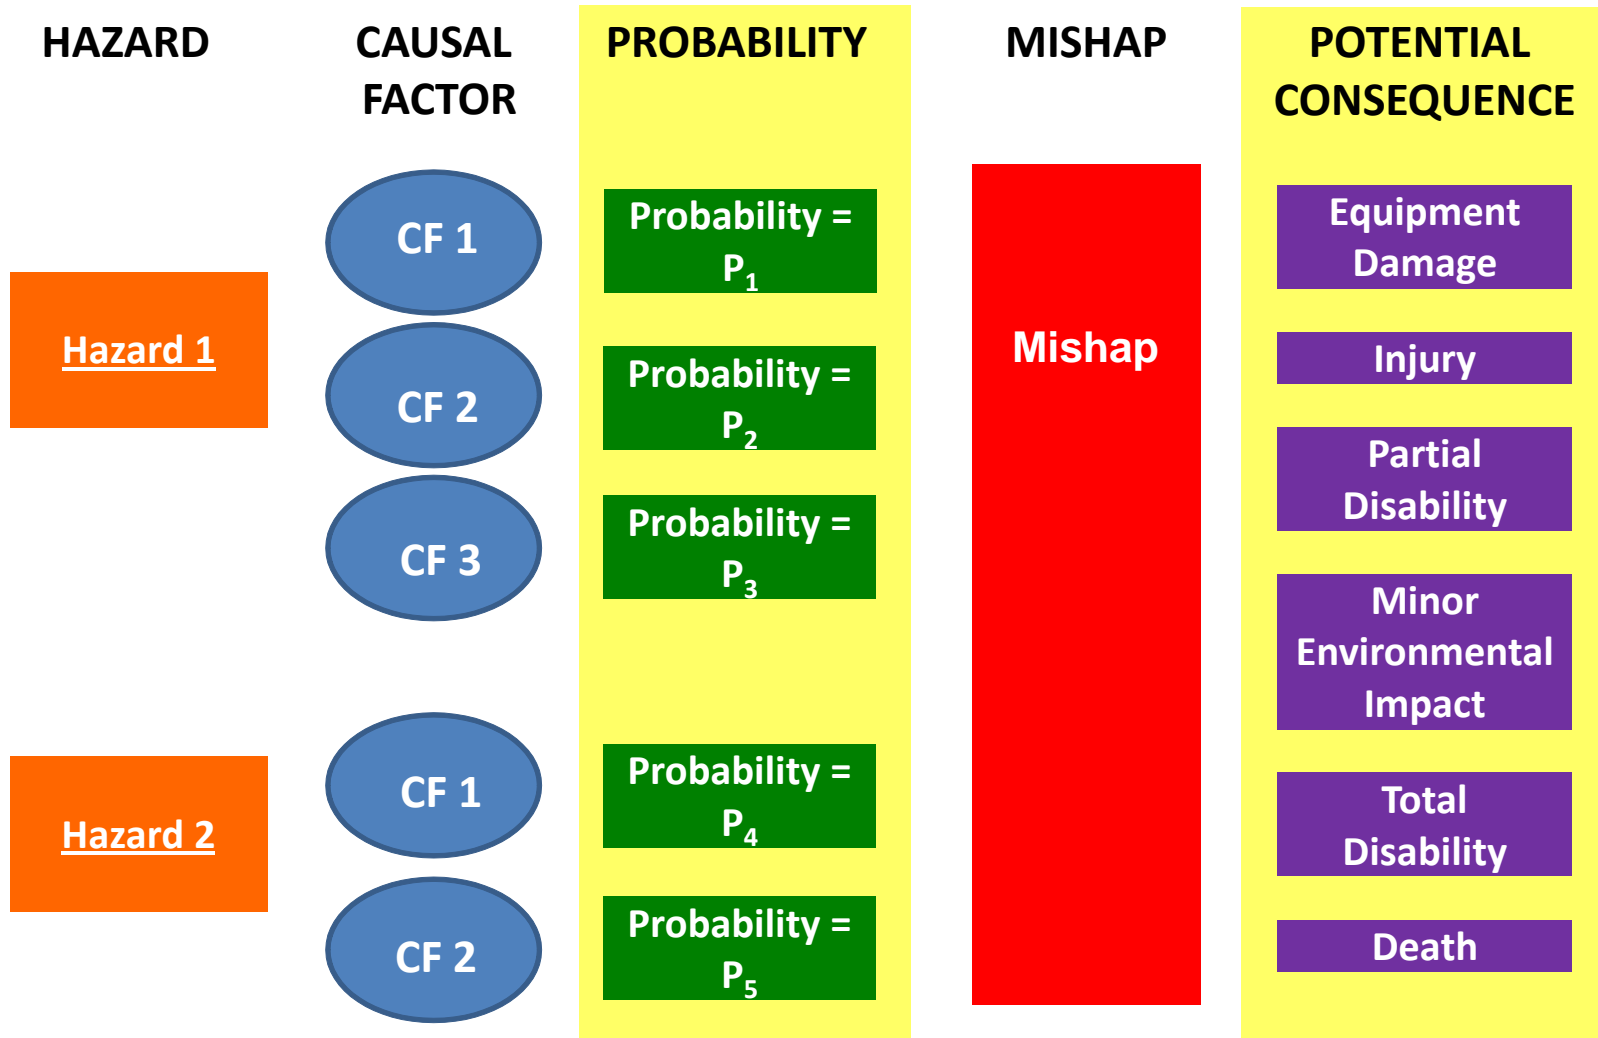 HAZARD
CAUSAL
FACTOR
PROBABILITY
MISHAP
POTENTIAL
CONSEQUENCE
Hazard 1
CF 1
CF 2
CF 3
Probability =
P₁
Probability =
P₂
Probability =
P₃
Hazard 2
CF 1
CF 2
Probability =
P₄
Probability =
P₅
Mishap
Equipment
Damage
Injury
Partial
Disability
Minor
Environmental
Impact
Total
Disability
Death